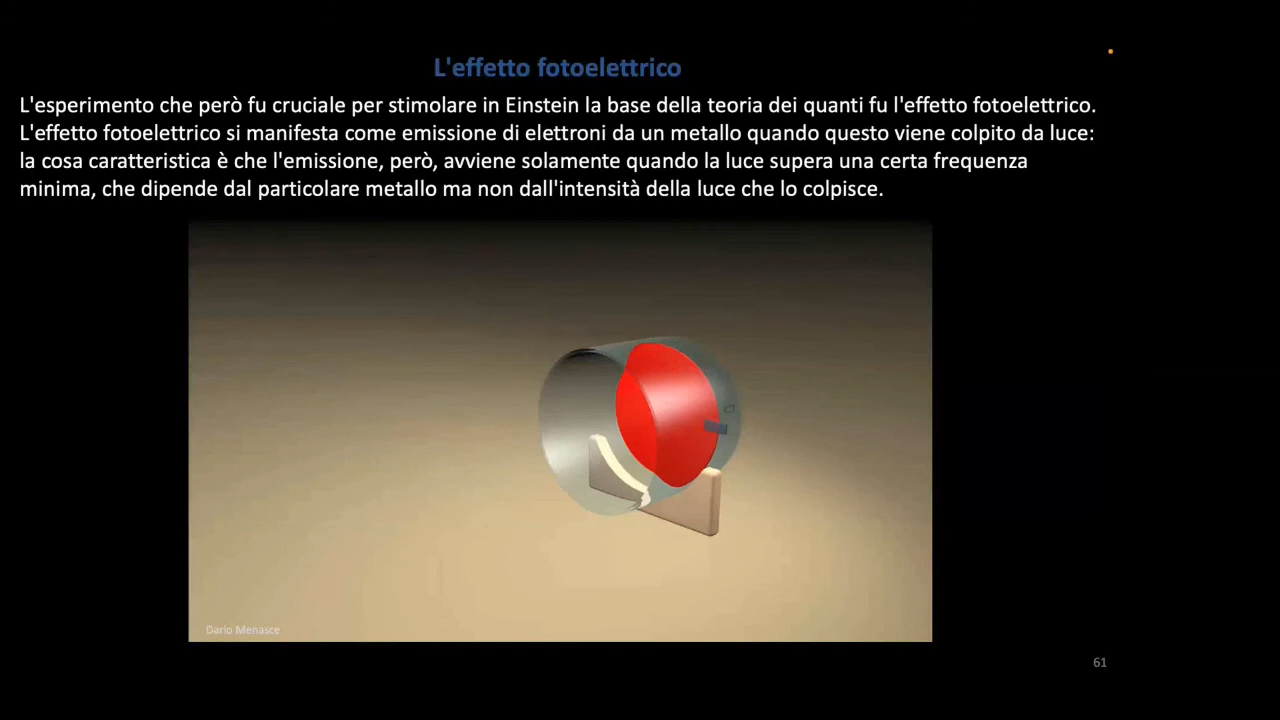 L'effetto fotoelettrico
L'esperimento che però fu cruciale per stimolare in Einstein la base della teoria dei quanti fu l'effetto fotoelettrico.
L'effetto fotoelettrico si manifesta come emissione di elettroni da un metallo quando questo viene colpito da luce:
la cosa caratteristica è che l'emissione, però, avviene solamente quando la luce supera una certa frequenza
minima, che dipende dal particolare metallo ma non dall'intensità della luce che lo colpisce.
Dario Menasce
61